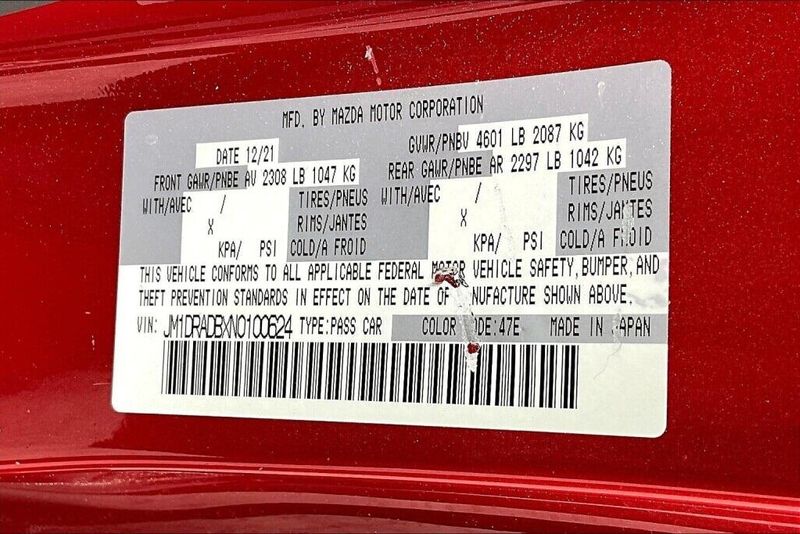 MFD. BY MAZDA MOTOR CORPORATION
DATE 12/21
GVWR/PNBV 4601 LB 2087 KG
FRONT GAWR/PNBE AV 2308 LB 1047 KG
REAR GAWR/PNBE AR 2297 LB 1042 KG
WITH/AVEC / TIRES/PNEUS
X RIMS/JANTES
KPA/ PSI COLD/A FROID
WITH/AVEC / TIRES/PNEUS
X RIMS/JANTES
KPA/ PSI COLD/A FROID
THIS VEHICLE CONFORMS TO ALL APPLICABLE FEDERAL MOTOR VEHICLE SAFETY, BUMPER, AND
THEFT PREVENTION STANDARDS IN EFFECT ON THE DATE OF MANUFACTURE SHOWN ABOVE.
VIN: JM1DRADBXN0100624 TYPE:PASS CAR COLOR CODE:47E MADE IN JAPAN